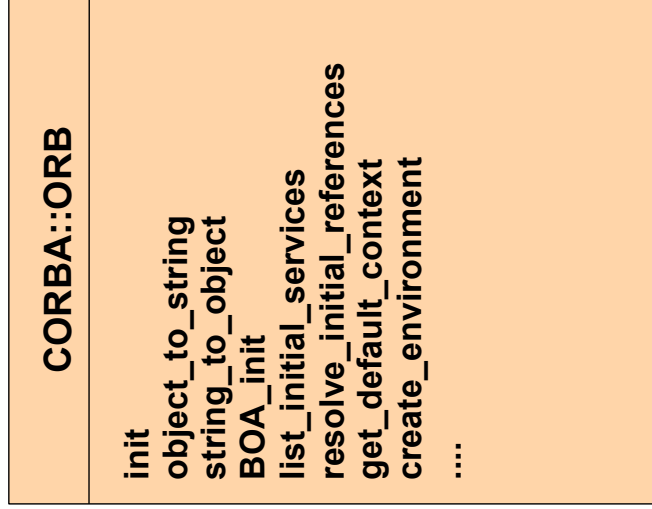 CORBA::ORB
init
object_to_string
string_to_object
BOA_init
list_initial_services
resolve_initial_references
get_default_context
create_environment
....